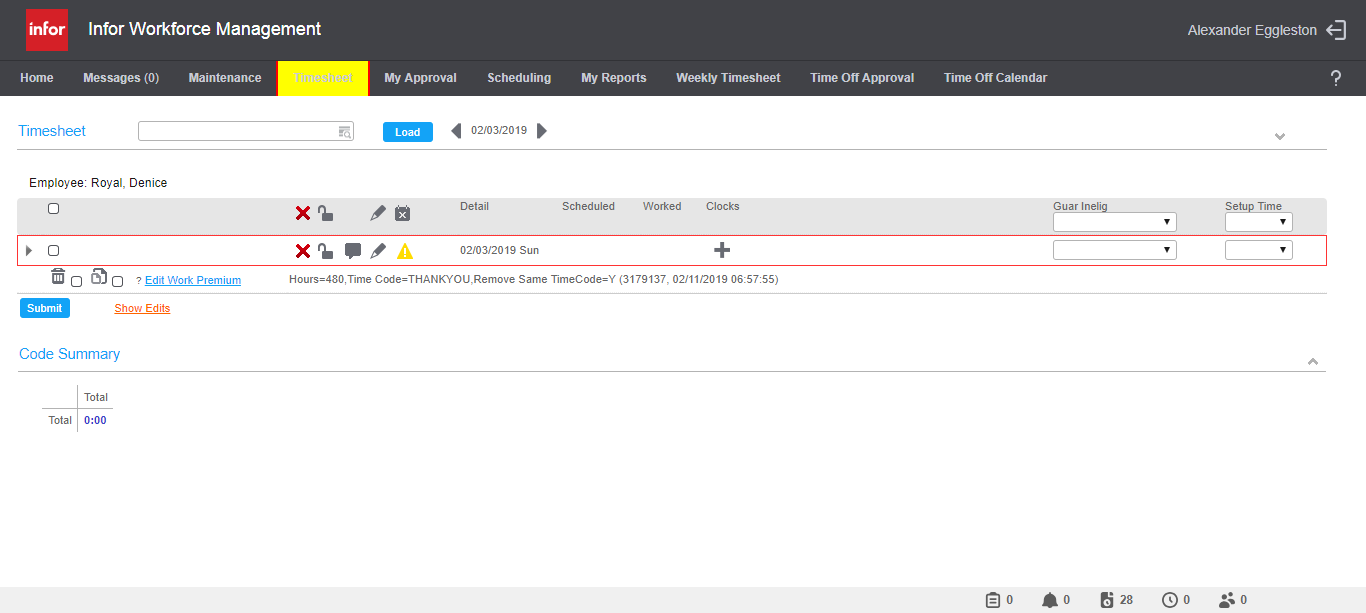 infor Infor Workforce Management Alexander Eggleston
Home Messages (0) Maintenance Timesheet My Approval Scheduling My Reports Weekly Timesheet Time Off Approval Time Off Calendar ?
Timesheet Load 02/03/2019
Employee: Royal, Denice
Detail Scheduled Worked Clocks Guar Inelig Setup Time
02/03/2019 Sun
? Edit Work Premium Hours=480,Time Code=THANKYOU,Remove Same TimeCode=Y (3179137, 02/11/2019 06:57:55)
Submit Show Edits
Code Summary
Total
Total 0:00
0 0 28 0 0